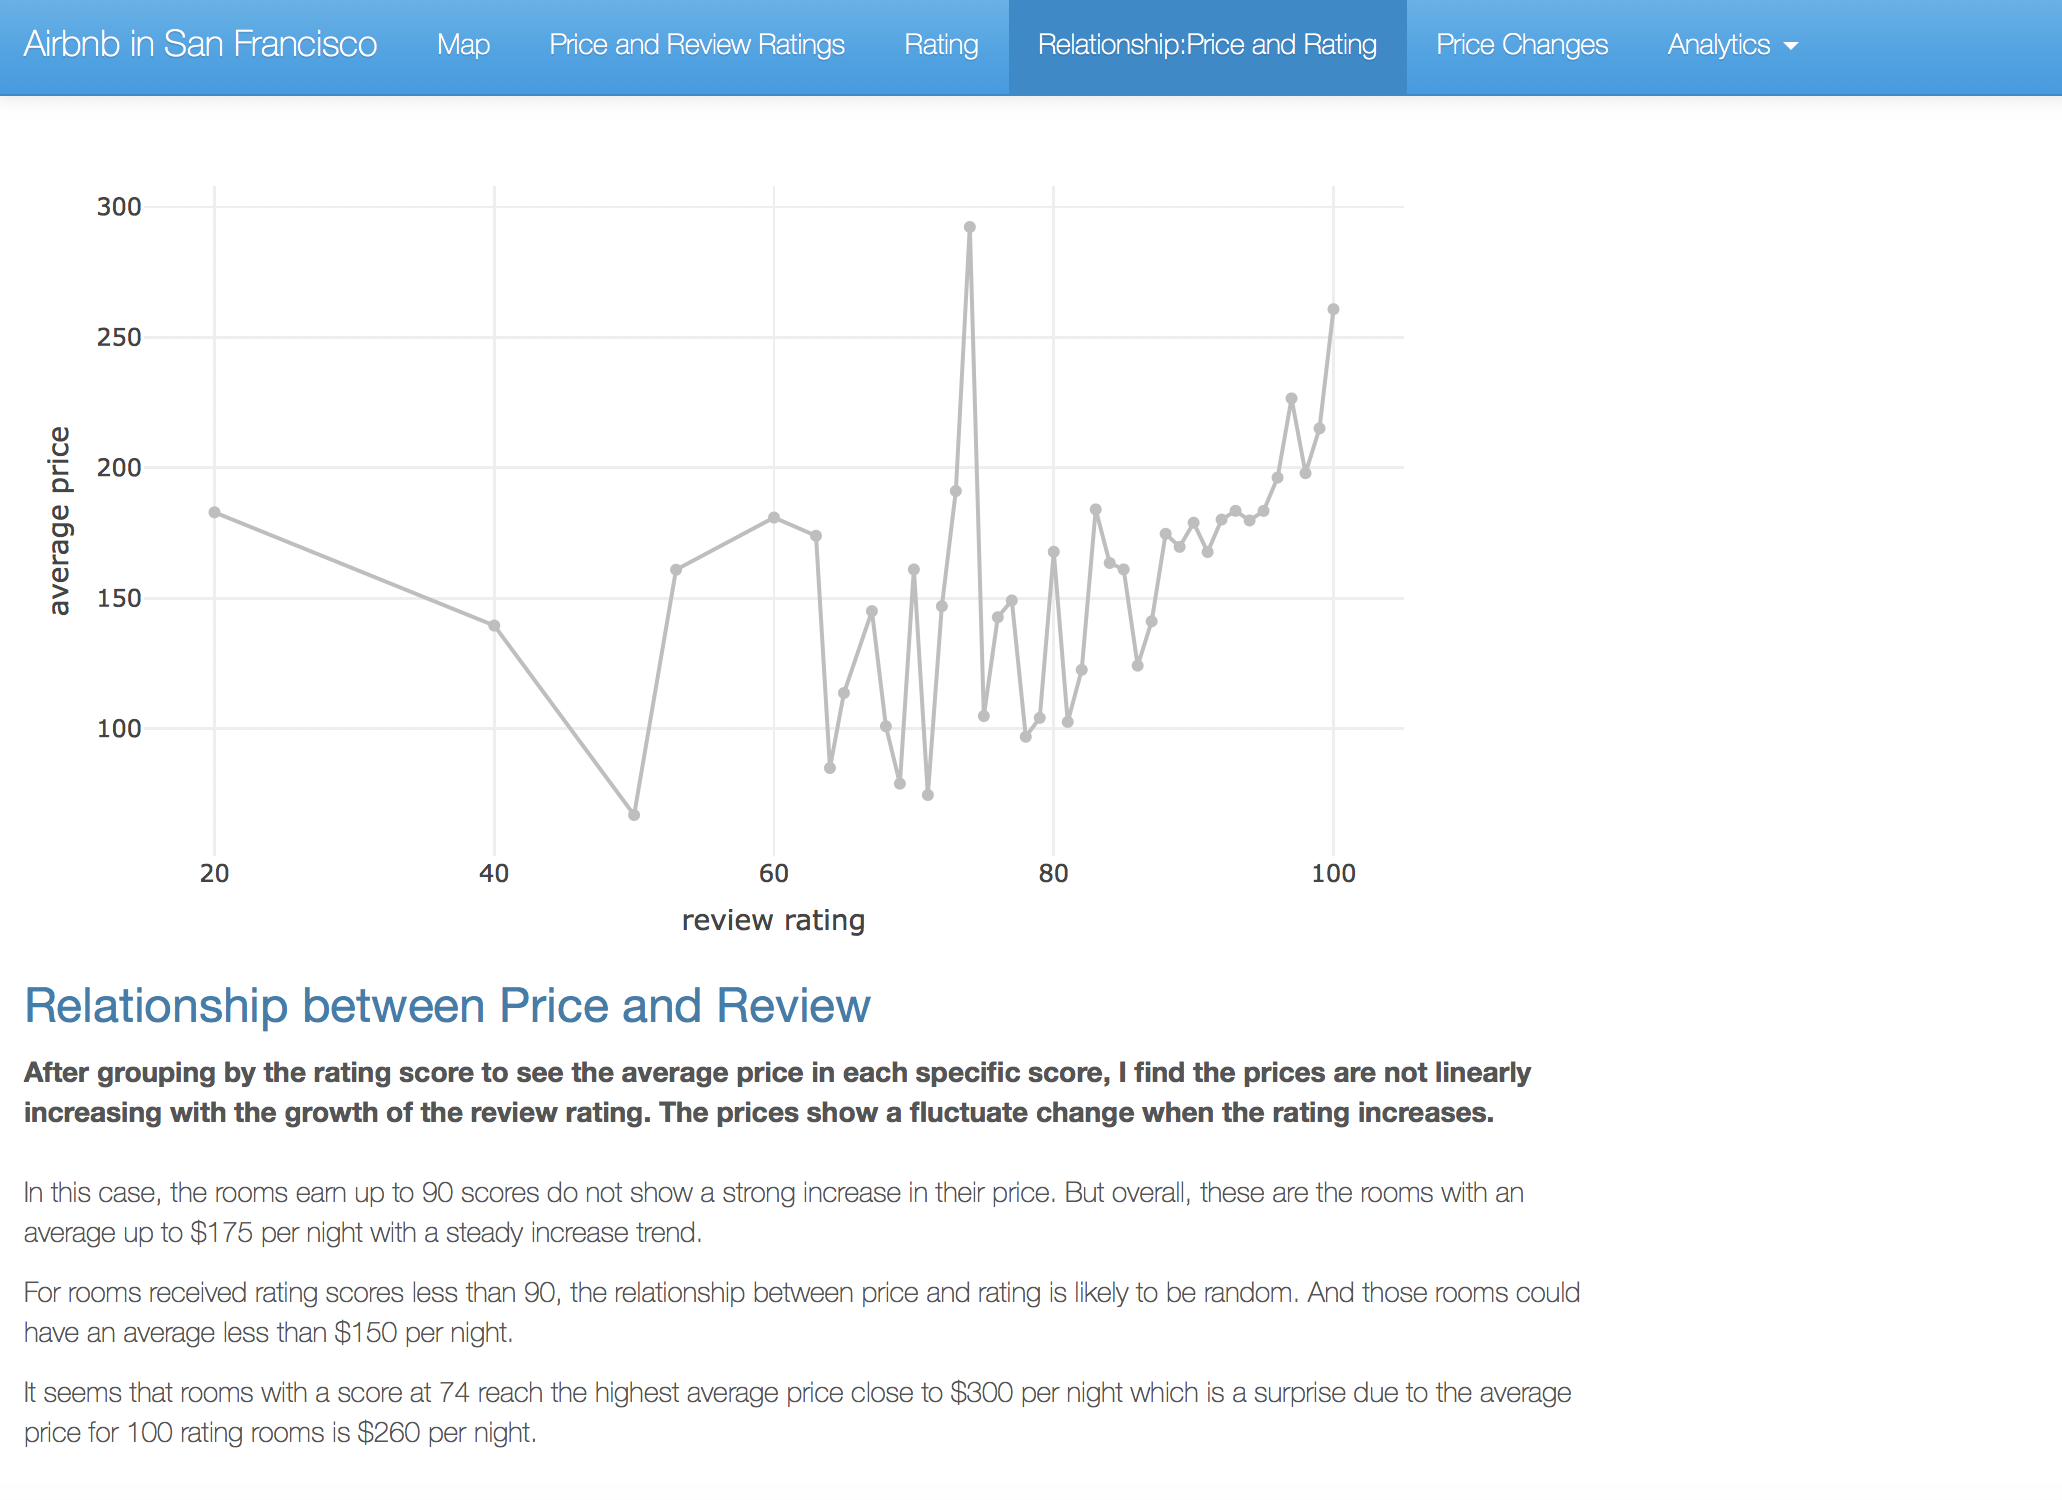 Airbnb in San Francisco Map Price and Review Ratings Rating Relationship:Price and Rating Price Changes Analytics
300
250
200
150
100
average price
20 40 60 80 100
review rating
Relationship between Price and Review
After grouping by the rating score to see the average price in each specific score, I find the prices are not linearly
increasing with the growth of the review rating. The prices show a fluctuate change when the rating increases.
In this case, the rooms earn up to 90 scores do not show a strong increase in their price. But overall, these are the rooms with an
average up to $175 per night with a steady increase trend.
For rooms received rating scores less than 90, the relationship between price and rating is likely to be random. And those rooms could
have an average less than $150 per night.
It seems that rooms with a score at 74 reach the highest average price close to $300 per night which is a surprise due to the average
price for 100 rating rooms is $260 per night.